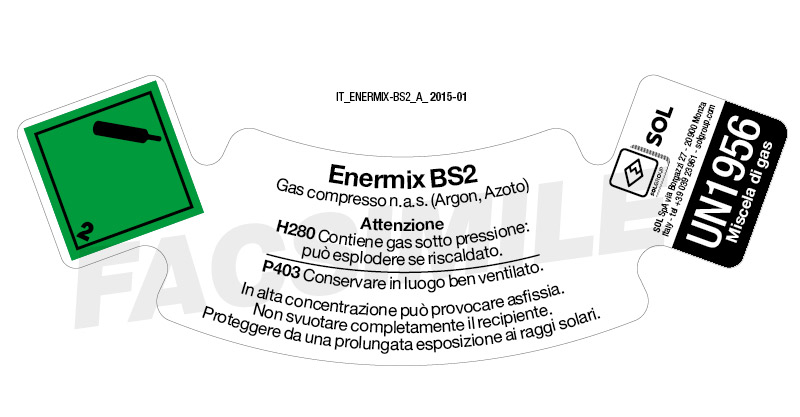 IT_ENERMIX-BS2_A_ 2015-01
2
Enermix BS2
Gas compresso n.a.s. (Argon, Azoto)
Attenzione
H280 Contiene gas sotto pressione:
può esplodere se riscaldato.
P403 Conservare in luogo ben ventilato.
In alta concentrazione può provocare asfissia.
Non svuotare completamente il recipiente.
Proteggere da una prolungata esposizione ai raggi solari.
SOLGROUP
SOL
SOL SpA via Borgazzi 27 - 20900 Monza
Italy - tel +39 039 23961 - solgroup.com
UN1956
Miscela di gas
FACSIMILE